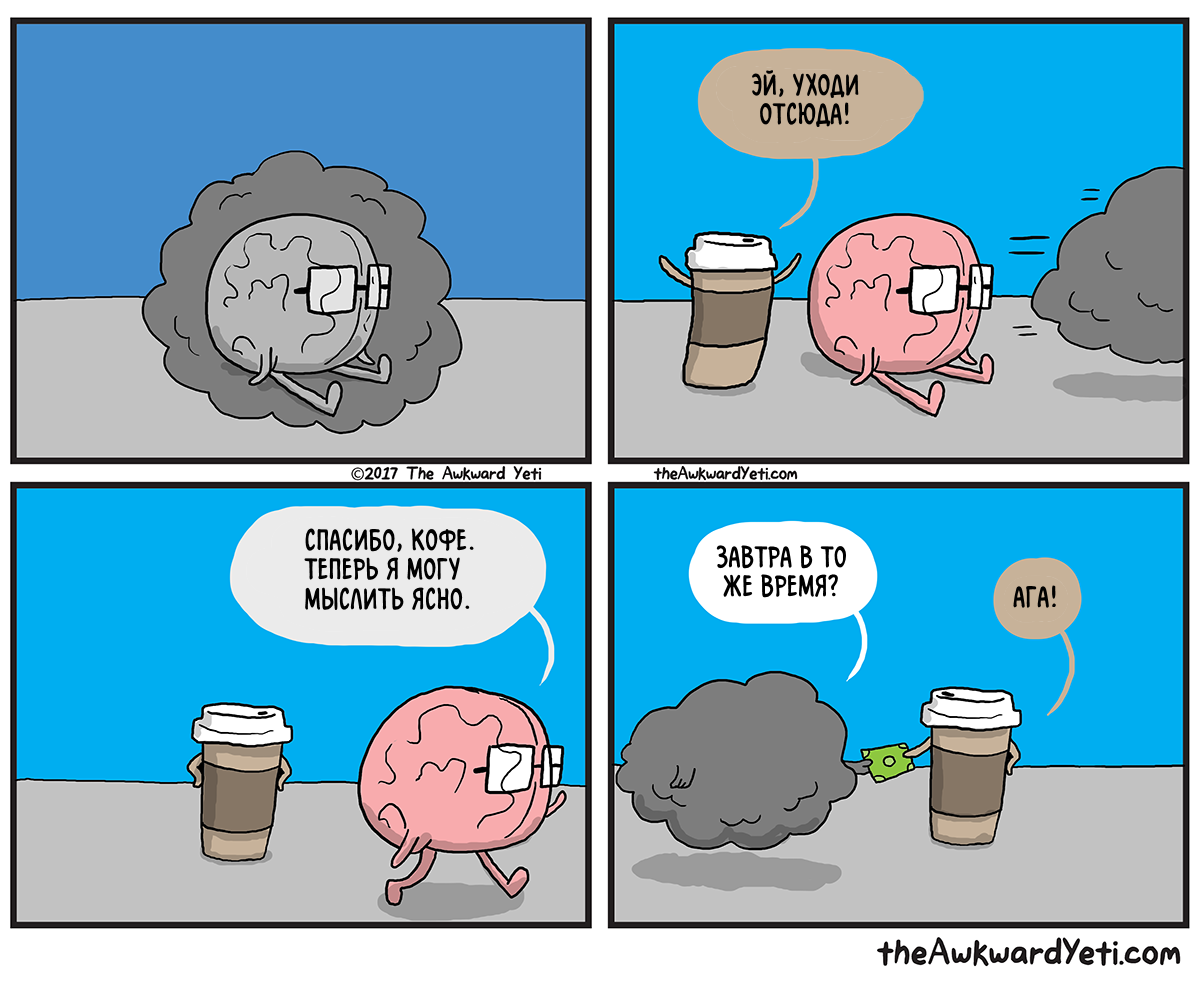 ЭЙ, УХОДИ
ОТСЮДА!
©2017 The Awkward Yeti
theAwkwardYeti.com
СПАСИБО, КОФЕ.
ТЕПЕРЬ Я МОГУ
МЫСЛИТЬ ЯСНО.
ЗАВТРА В ТО
ЖЕ ВРЕМЯ?
АГА!
theAwkwardYeti.com